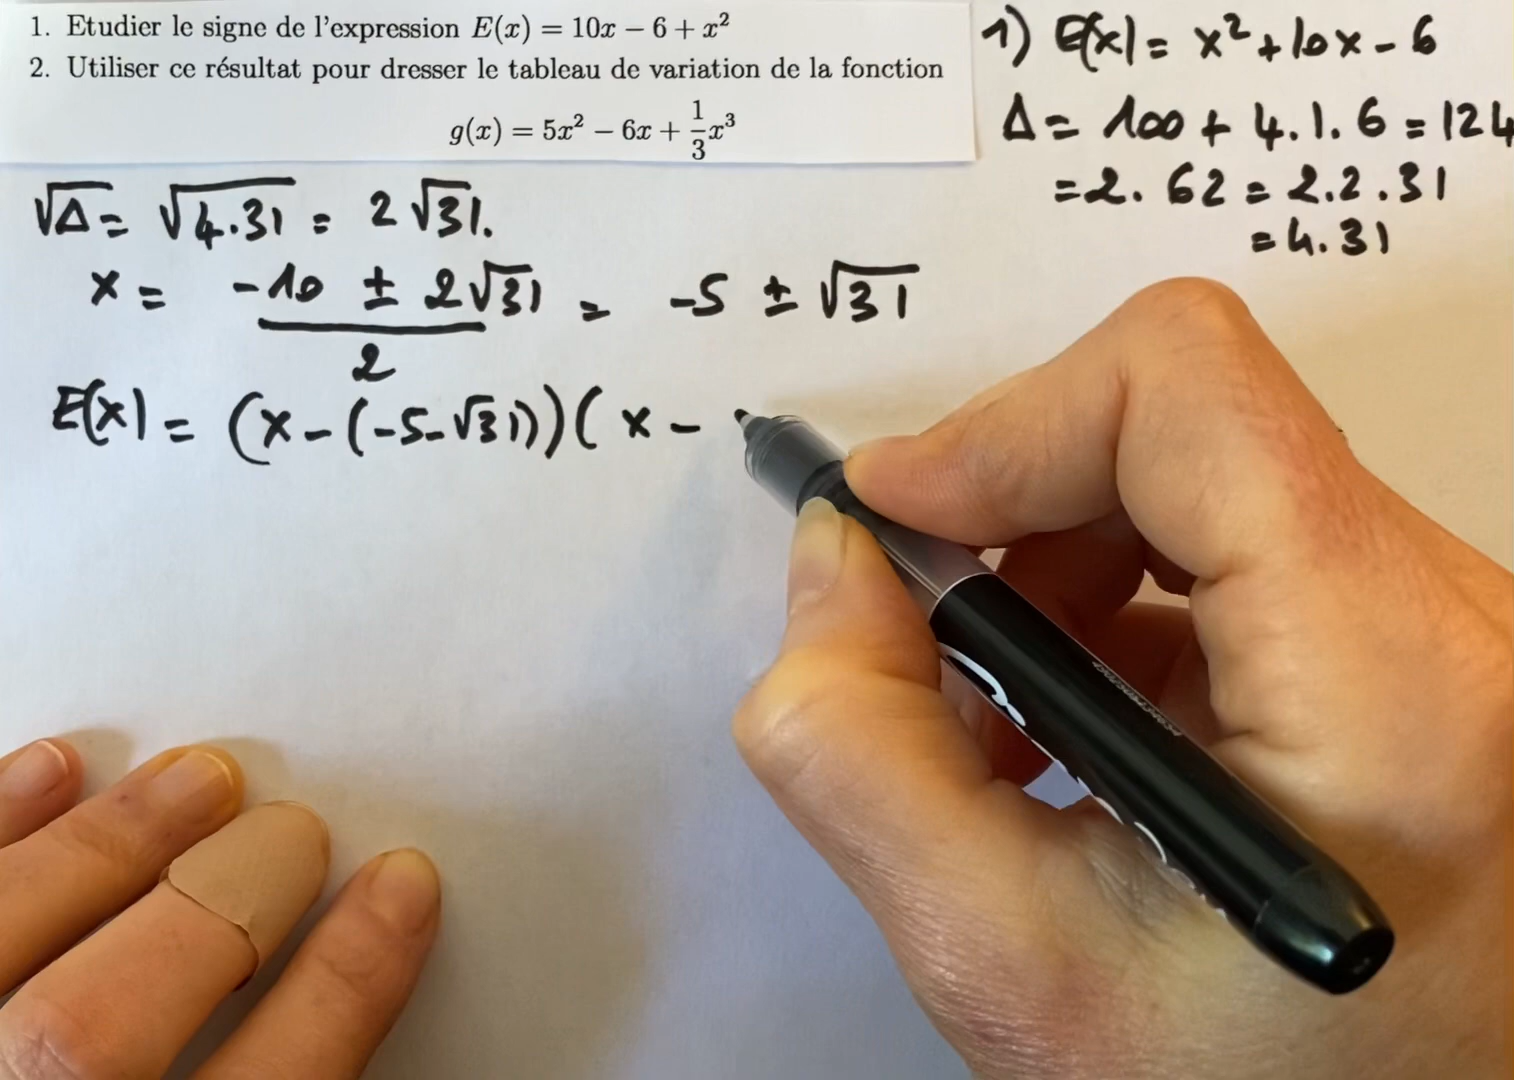 1. Etudier le signe de l'expression E(x) = 10x − 6 + x²
2. Utiliser ce résultat pour dresser le tableau de variation de la fonction
g(x) = 5x² − 6x + 1/3 x³
1) E(x) = x² + 10x − 6
Δ = 100 + 4.1.6 = 124
= 2. 62 = 2.2.31
= 4.31
√Δ = √4.31 = 2√31.
x = (−10 ± 2√31)/2 = −5 ± √31
E(x) = (x − (−5−√31))( x −